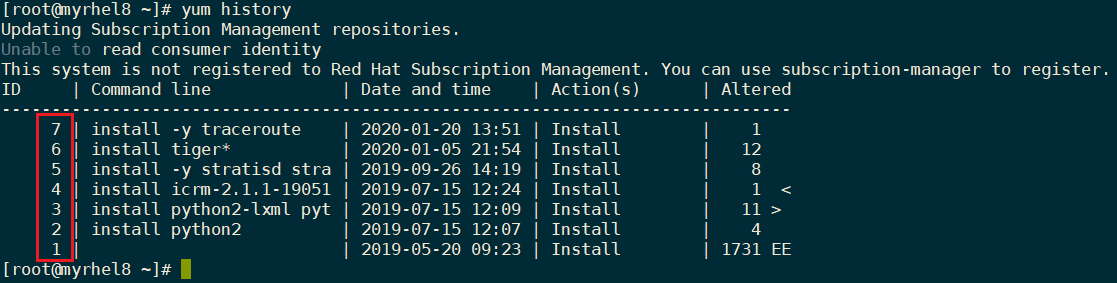 [root@myrhel8 ~]# yum history
Updating Subscription Management repositories.
Unable to read consumer identity
This system is not registered to Red Hat Subscription Management. You can use subscription-manager to register.
ID     | Command line             | Date and time    | Action(s)      | Altered
-------------------------------------------------------------------------------
     7 | install -y traceroute    | 2020-01-20 13:51 | Install        |    1
     6 | install tiger*           | 2020-01-05 21:54 | Install        |   12
     5 | install -y stratisd stra | 2019-09-26 14:19 | Install        |    8
     4 | install icrm-2.1.1-19051 | 2019-07-15 12:24 | Install        |    1  <
     3 | install python2-lxml pyt | 2019-07-15 12:09 | Install        |   11 >
     2 | install python2          | 2019-07-15 12:07 | Install        |    4
     1 |                          | 2019-05-20 09:23 | Install        | 1731 EE
[root@myrhel8 ~]#